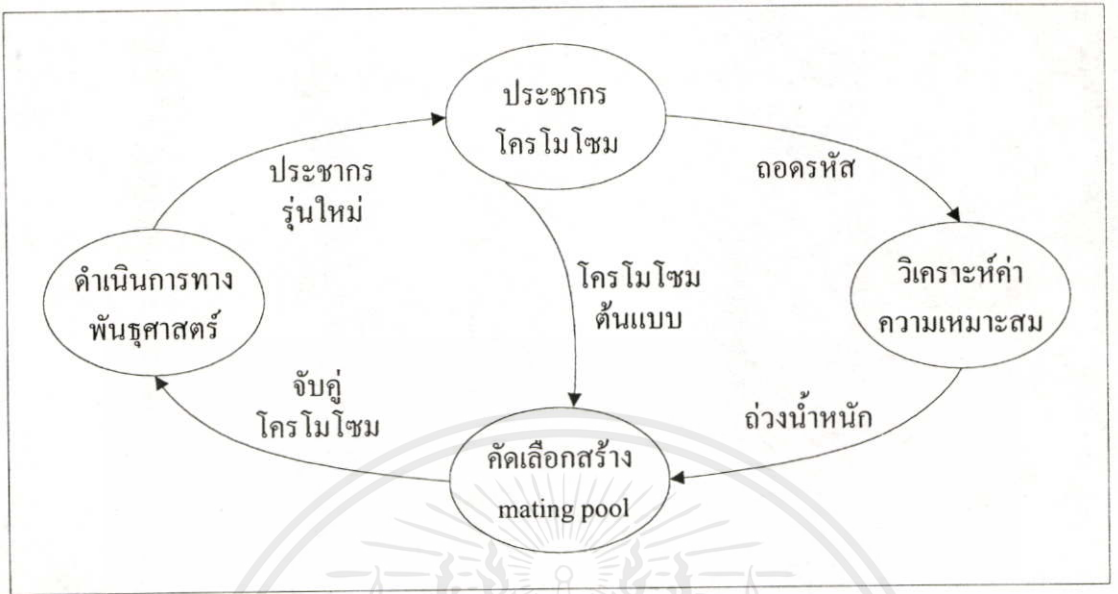 ประชากร
โครโมโซม
ประชากร
รุ่นใหม่
ถอดรหัส
ดำเนินการทาง
พันธุศาสตร์
โครโมโซม
ต้นแบบ
วิเคราะห์ค่า
ความเหมาะสม
จับคู่
โครโมโซม
ถ่วงน้ำหนัก
คัดเลือกสร้าง
mating pool